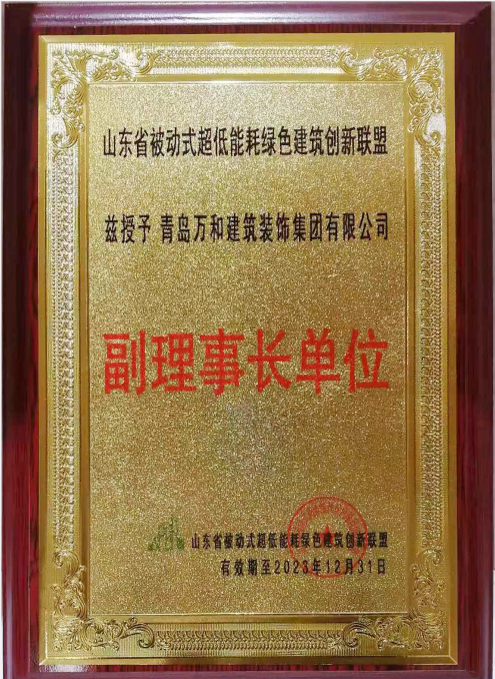 山东省被动式超低能耗绿色建筑创新联盟
兹授予 青岛万和建筑装饰集团有限公司
副理事长单位
山东省被动式超低能耗绿色建筑创新联盟
有效期至2023年12月31日